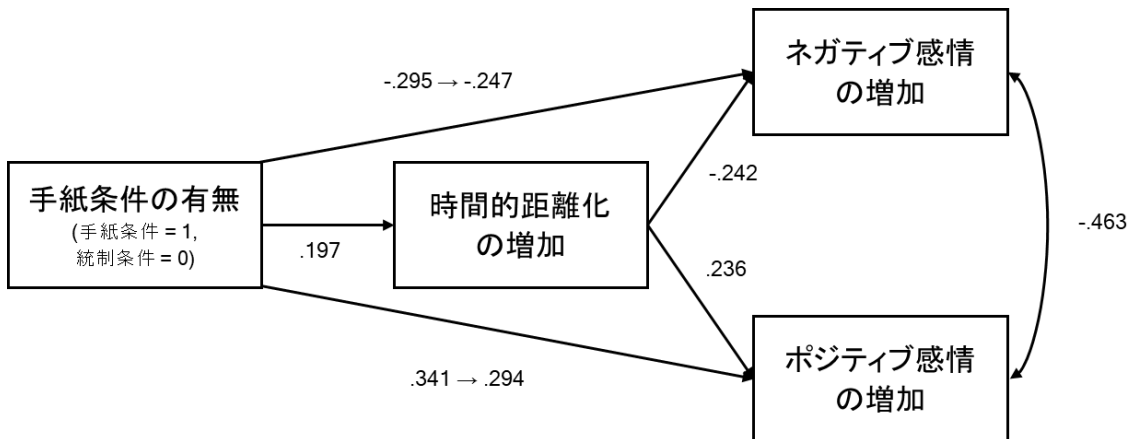 ネガティブ感情
の増加
-.295 → -.247
-.242
手紙条件の有無
(手紙条件 = 1,
統制条件 = 0)
時間的距離化
の増加
.197
-.463
.236
ポジティブ感情
の増加
.341 → .294